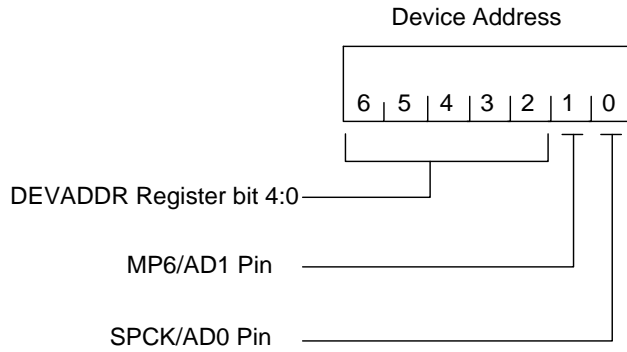 Device Address
6 5 4 3 2 1 0
DEVADDR Register bit 4:0
MP6/AD1 Pin
SPCK/AD0 Pin